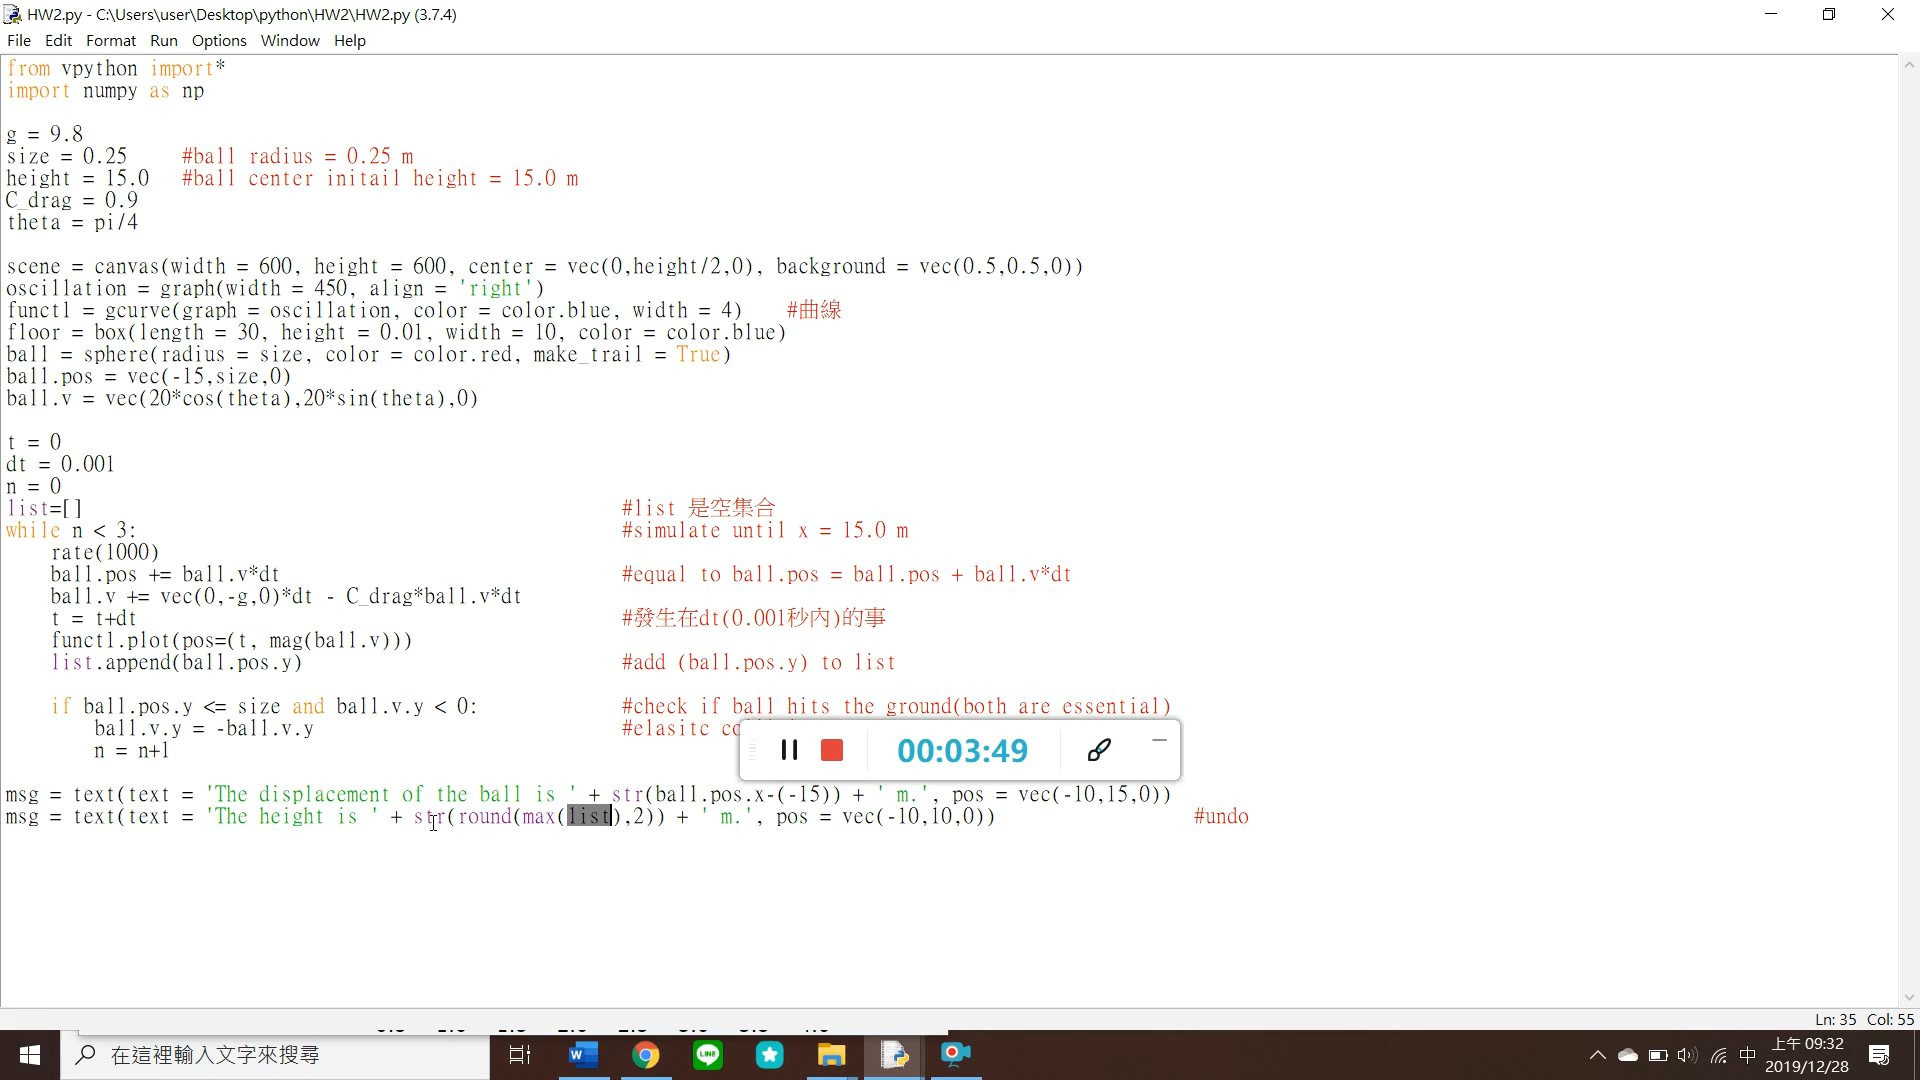 HW2.py - C:\Users\user\Desktop\python\HW2\HW2.py (3.7.4)
File Edit Format Run Options Window Help
from vpython import*
import numpy as np
g = 9.8
size = 0.25 #ball radius = 0.25 m
height = 15.0 #ball center initail height = 15.0 m
C_drag = 0.9
theta = pi/4
scene = canvas(width = 600, height = 600, center = vec(0,height/2,0), background = vec(0.5,0.5,0))
oscillation = graph(width = 450, align = 'right')
funct1 = gcurve(graph = oscillation, color = color.blue, width = 4) #曲線
floor = box(length = 30, height = 0.01, width = 10, color = color.blue)
ball = sphere(radius = size, color = color.red, make_trail = True)
ball.pos = vec(-15,size,0)
ball.v = vec(20*cos(theta),20*sin(theta),0)
t = 0
dt = 0.001
n = 0
list=[] #list 是空集合
while n < 3: #simulate until x = 15.0 m
rate(1000)
ball.pos += ball.v*dt #equal to ball.pos = ball.pos + ball.v*dt
ball.v += vec(0,-g,0)*dt - C_drag*ball.v*dt
t = t+dt #發生在dt(0.001秒內)的事
funct1.plot(pos=(t, mag(ball.v)))
list.append(ball.pos.y) #add (ball.pos.y) to list
if ball.pos.y <= size and ball.v.y < 0: #check if ball hits the ground(both are essential)
ball.v.y = -ball.v.y #elasitc
n = n+1
00:03:49
msg = text(text = 'The displacement of the ball is ' + str(ball.pos.x-(-15)) + ' m.', pos = vec(-10,15,0))
msg = text(text = 'The height is ' + str(round(max(list),2)) + ' m.', pos = vec(-10,10,0)) #undo
Ln: 35 Col: 55
在這裡輸入文字來搜尋
W
LINE
中
上午 09:32
2019/12/28